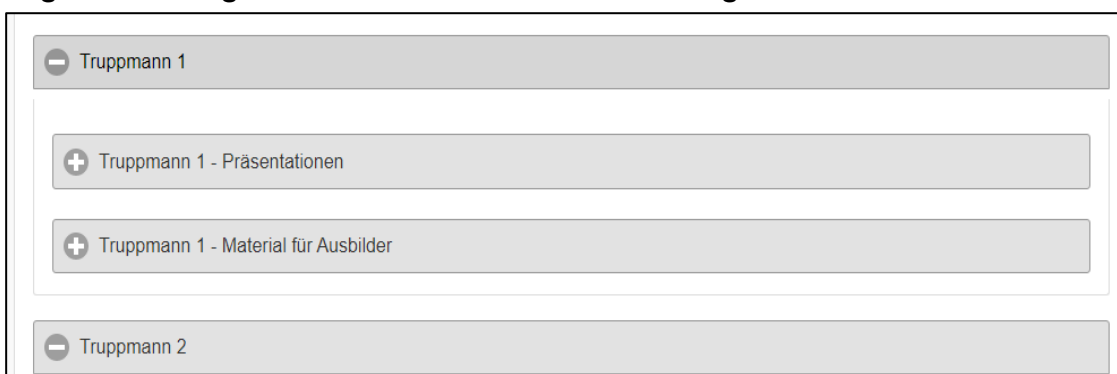 Truppmann 1
Truppmann 1 - Präsentationen
Truppmann 1 - Material für Ausbilder
Truppmann 2